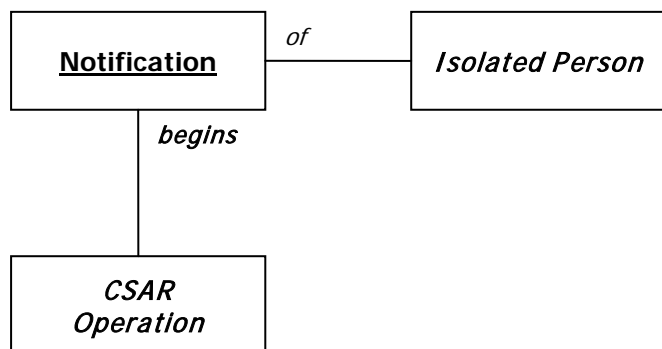 of
Notification
Isolated Person
begins
CSAR
Operation